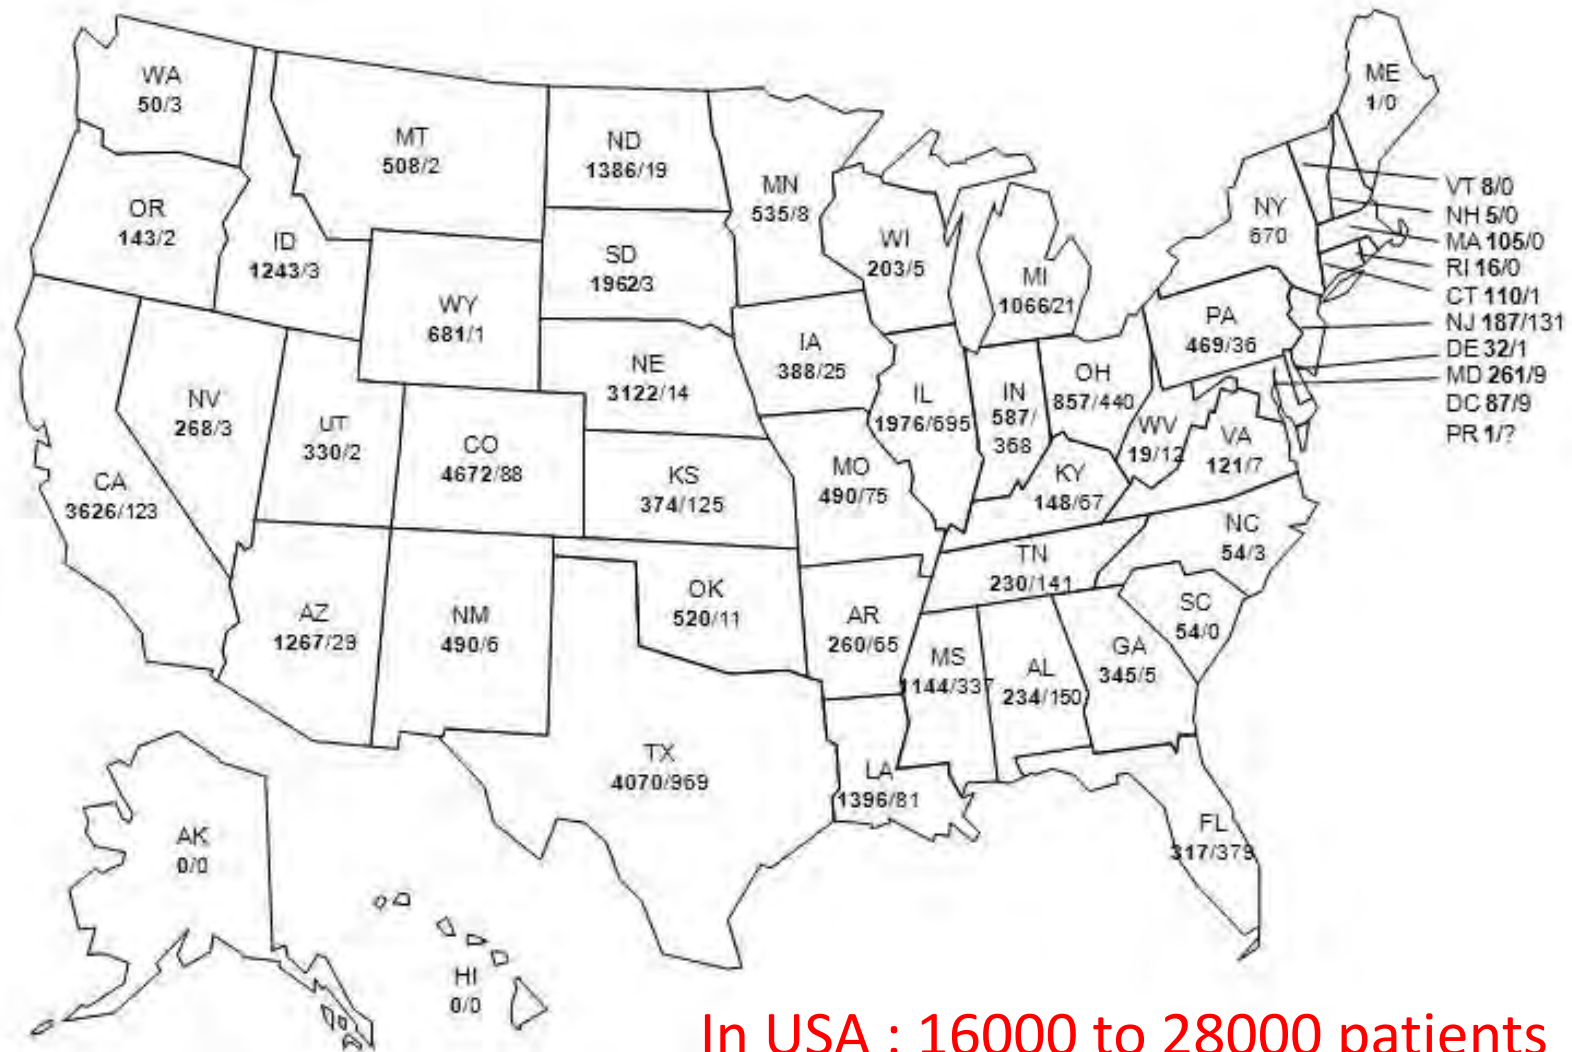 WA
50/3
MT
508/2
ND
1386/19
MN
535/8
ME
1/0
OR
143/2
ID
1243/3
WY
681/1
SD
1962/3
WI
203/5
MI
1066/21
NY
570
VT 8/0
NH 5/0
MA 105/0
RI 16/0
CT 110/1
NJ 187/131
DE 32/1
MD 261/9
DC 87/9
PR 1/?
NV
268/3
UT
330/2
CO
4672/88
NE
3122/14
IA
388/25
IL
1976/595
IN
587/
368
OH
857/440
PA
469/36
CA
3626/123
KS
374/125
MO
490/75
KY
148/67
WV
19/12
VA
121/7
AZ
1267/29
NM
490/6
OK
520/11
AR
260/65
TN
230/141
NC
54/3
SC
54/0
TX
4070/969
LA
1396/81
MS
1144/337
AL
234/150
GA
345/5
FL
317/379
AK
0/0
HI
0/0
In USA : 16000 to 28000 patients